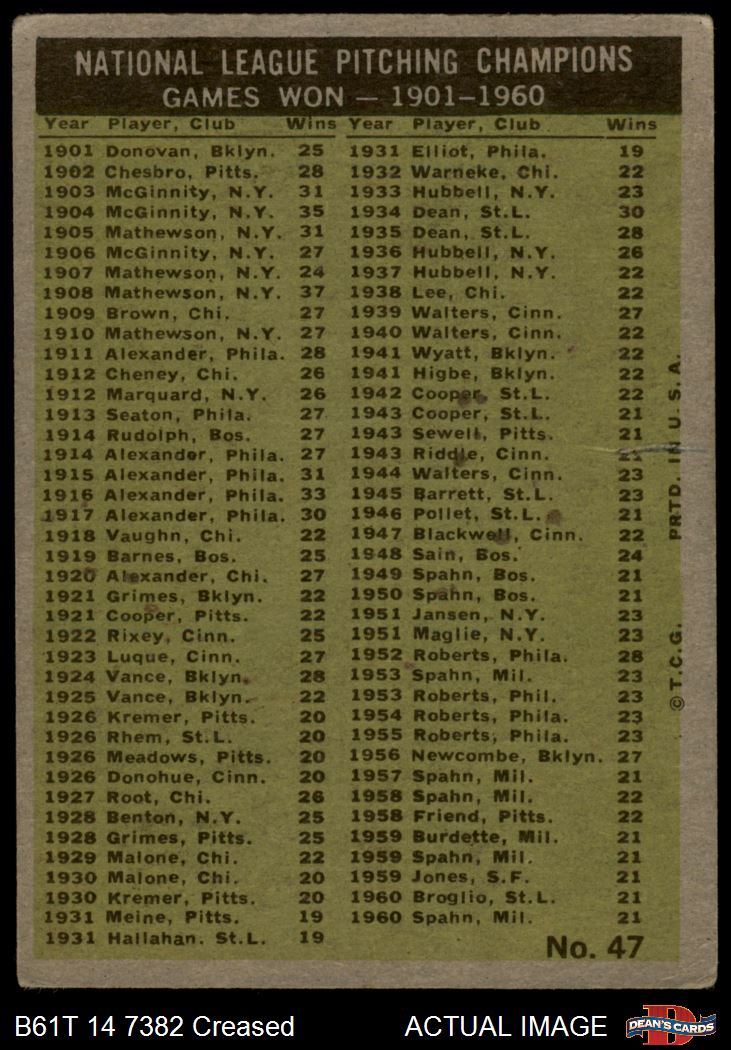 NATIONAL LEAGUE PITCHING CHAMPIONS
GAMES WON — 1901-1960
Year Player, Club Wins
1901 Donovan, Bklyn. 25
1902 Chesbro, Pitts. 28
1903 McGinnity, N.Y. 31
1904 McGinnity, N.Y. 35
1905 Mathewson, N.Y. 31
1906 McGinnity, N.Y. 27
1907 Mathewson, N.Y. 24
1908 Mathewson, N.Y. 37
1909 Brown, Chi. 27
1910 Mathewson, N.Y. 27
1911 Alexander, Phila. 28
1912 Cheney, Chi. 26
1912 Marquard, N.Y. 26
1913 Seaton, Phila. 27
1914 Rudolph, Bos. 27
1914 Alexander, Phila. 27
1915 Alexander, Phila. 31
1916 Alexander, Phila. 33
1917 Alexander, Phila. 30
1918 Vaughn, Chi. 22
1919 Barnes, Bos. 25
1920 Alexander, Chi. 27
1921 Grimes, Bklyn. 22
1921 Cooper, Pitts. 22
1922 Rixey, Cinn. 25
1923 Luque, Cinn. 27
1924 Vance, Bklyn. 28
1925 Vance, Bklyn. 22
1926 Kremer, Pitts. 20
1926 Rhem, St.L. 20
1926 Meadows, Pitts. 20
1926 Donohue, Cinn. 20
1927 Root, Chi. 26
1928 Benton, N.Y. 25
1928 Grimes, Pitts. 25
1929 Malone, Chi. 22
1930 Malone, Chi. 20
1930 Kremer, Pitts. 20
1931 Meine, Pitts. 19
1931 Hallahan. St.L. 19
Year Player, Club Wins
1931 Elliot, Phila. 19
1932 Warneke, Chi. 22
1933 Hubbell, N.Y. 23
1934 Dean, St.L. 30
1935 Dean, St.L. 28
1936 Hubbell, N.Y. 26
1937 Hubbell, N.Y. 22
1938 Lee, Chi. 22
1939 Walters, Cinn. 27
1940 Walters, Cinn. 22
1941 Wyatt, Bklyn. 22
1941 Higbe, Bklyn. 22
1942 Cooper, St.L. 22
1943 Cooper, St.L. 21
1943 Sewell, Pitts. 21
1943 Riddle, Cinn. 21
1944 Walters, Cinn. 23
1945 Barrett, St.L. 23
1946 Pollet, St.L. 21
1947 Blackwell, Cinn. 22
1948 Sain, Bos. 24
1949 Spahn, Bos. 21
1950 Spahn, Bos. 21
1951 Jansen, N.Y. 23
1951 Maglie, N.Y. 23
1952 Roberts, Phila. 28
1953 Spahn, Mil. 23
1953 Roberts, Phil. 23
1954 Roberts, Phila. 23
1955 Roberts, Phila. 23
1956 Newcombe, Bklyn. 27
1957 Spahn, Mil. 21
1958 Spahn, Mil. 22
1958 Friend, Pitts. 22
1959 Burdette, Mil. 21
1959 Spahn, Mil. 21
1959 Jones, S.F. 21
1960 Broglio, St.L. 21
1960 Spahn, Mil. 21
No. 47
©T.C.G. PRTD. IN U.S.A.
B61T 14 7382 Creased ACTUAL IMAGE
DEAN'S CARDS